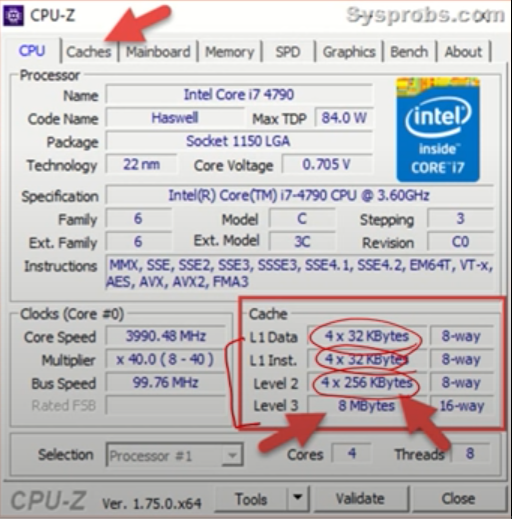 CPU-Z
Sysprobs.com
CPU Caches Mainboard Memory SPD Graphics Bench About
Processor
Name Intel Core i7 4790
Code Name Haswell Max TDP 84.0 W
Package Socket 1150 LGA
Technology 22 nm Core Voltage 0.705 V
intel
inside™
CORE™ i7
Specification Intel(R) Core(TM) i7-4790 CPU @ 3.60GHz
Family 6 Model C Stepping 3
Ext. Family 6 Ext. Model 3C Revision C0
Instructions MMX, SSE, SSE2, SSE3, SSSE3, SSE4.1, SSE4.2, EM64T, VT-x,
AES, AVX, AVX2, FMA3
Clocks (Core #0)
Core Speed 3990.48 MHz
Multiplier x 40.0 ( 8 - 40 )
Bus Speed 99.76 MHz
Rated FSB
Cache
L1 Data 4 x 32 KBytes 8-way
L1 Inst. 4 x 32 KBytes 8-way
Level 2 4 x 256 KBytes 8-way
Level 3 8 MBytes 16-way
Selection Processor #1 Cores 4 Threads 8
CPU-Z Ver. 1.75.0.x64 Tools Validate Close